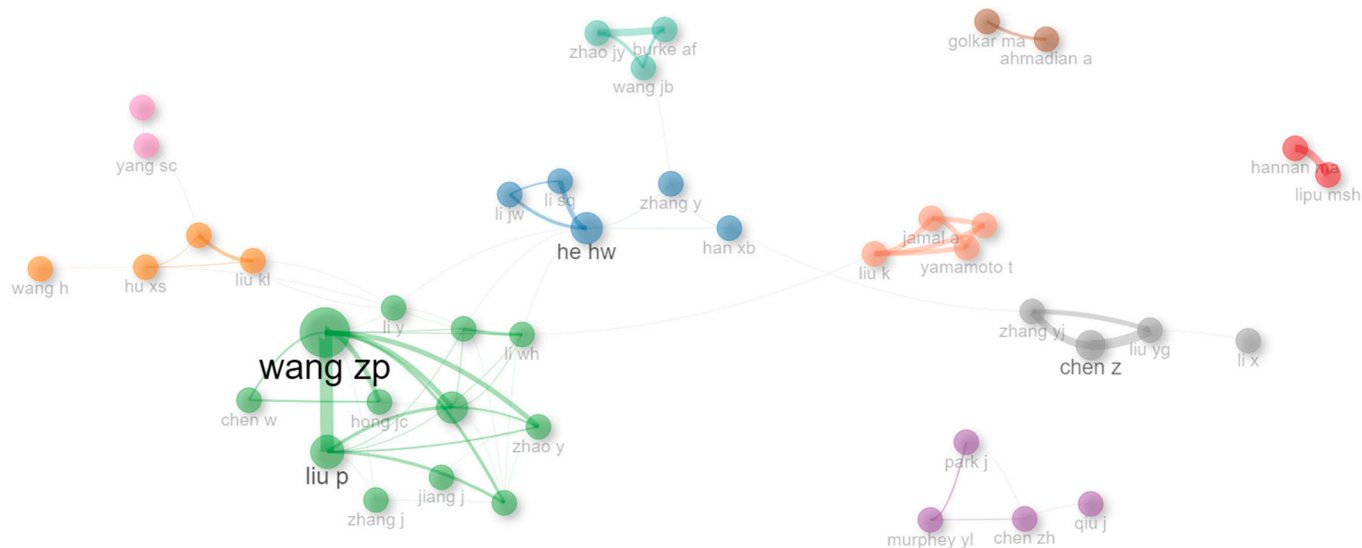 golkar ma
ahmadian a
zhao jy
burke af
wang jb
yang sc
hannan ma
lipu msh
li jw
li sq
zhang y
he hw
han xb
jamal a
liu k
yamamoto t
wang h
hu xs
liu kl
li y
li wh
zhang yj
liu yg
li x
chen z
wang zp
chen w
hong jc
zhao y
liu p
jiang j
zhang j
park j
murphey yl
chen zh
qiu j